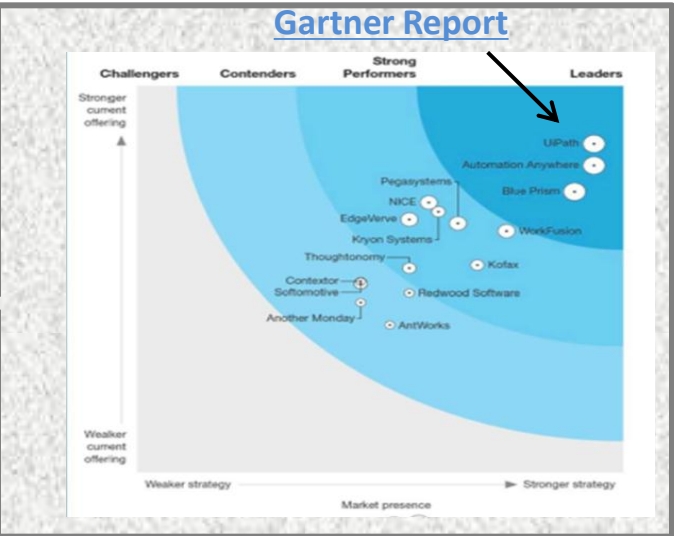 Gartner Report
Challengers
Contenders
Strong
Performers
Leaders
Stronger
current
offering
UiPath
Automation Anywhere
Blue Prism
Pegasystems
NICE
EdgeVerve
Kryon Systems
WorkFusion
Thoughtonomy
Kofax
Contextor
Softomotive
Redwood Software
Another Monday
AntWorks
Weaker
current
offering
Weaker strategy
Stronger strategy
Market presence